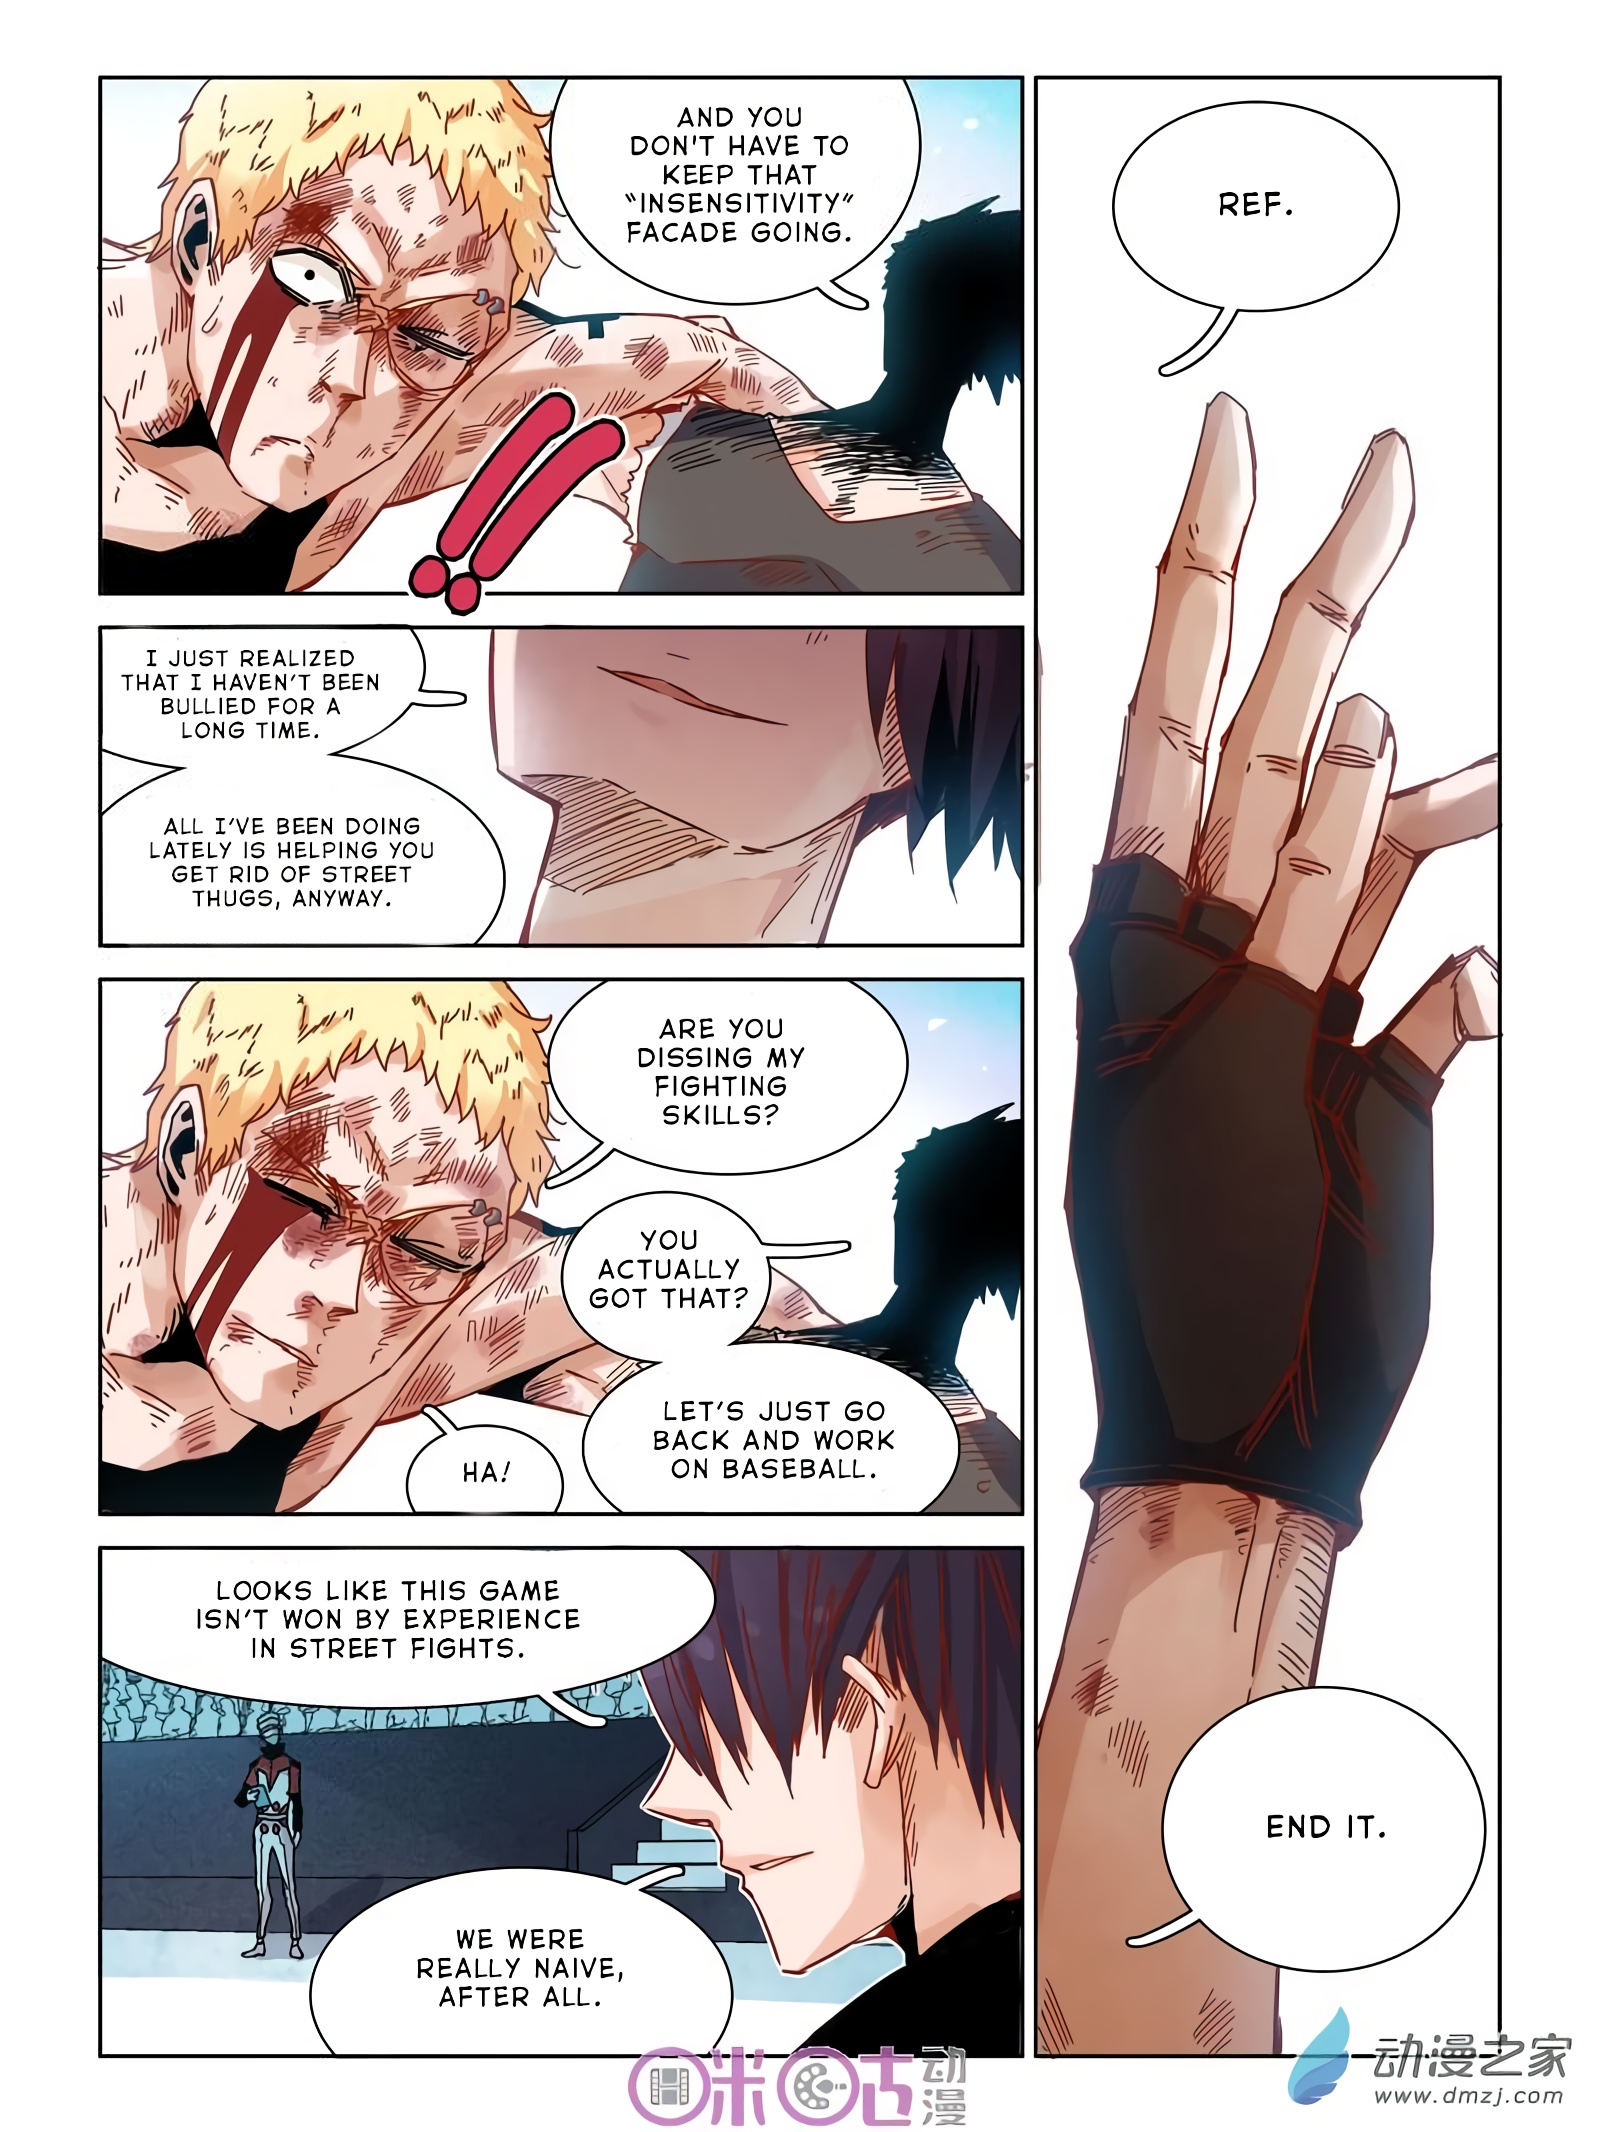 AND YOU
DON'T HAVE TO
KEEP THAT
“INSENSITIVITY”
FACADE GOING.
I JUST REALIZED
THAT I HAVEN'T BEEN
BULLIED FOR A
LONG TIME.
ALL I'VE BEEN DOING
LATELY IS HELPING YOU
GET RID OF STREET
THUGS, ANYWAY.
ARE YOU
DISSING MY
FIGHTING
SKILLS?
YOU
ACTUALLY
GOT THAT?
LET'S JUST GO
BACK AND WORK
ON BASEBALL.
HA!
LOOKS LIKE THIS GAME
ISN'T WON BY EXPERIENCE
IN STREET FIGHTS.
WE WERE
REALLY NAIVE,
AFTER ALL.
REF.
END IT.
咪咕动漫
动漫之家
www.dmzj.com